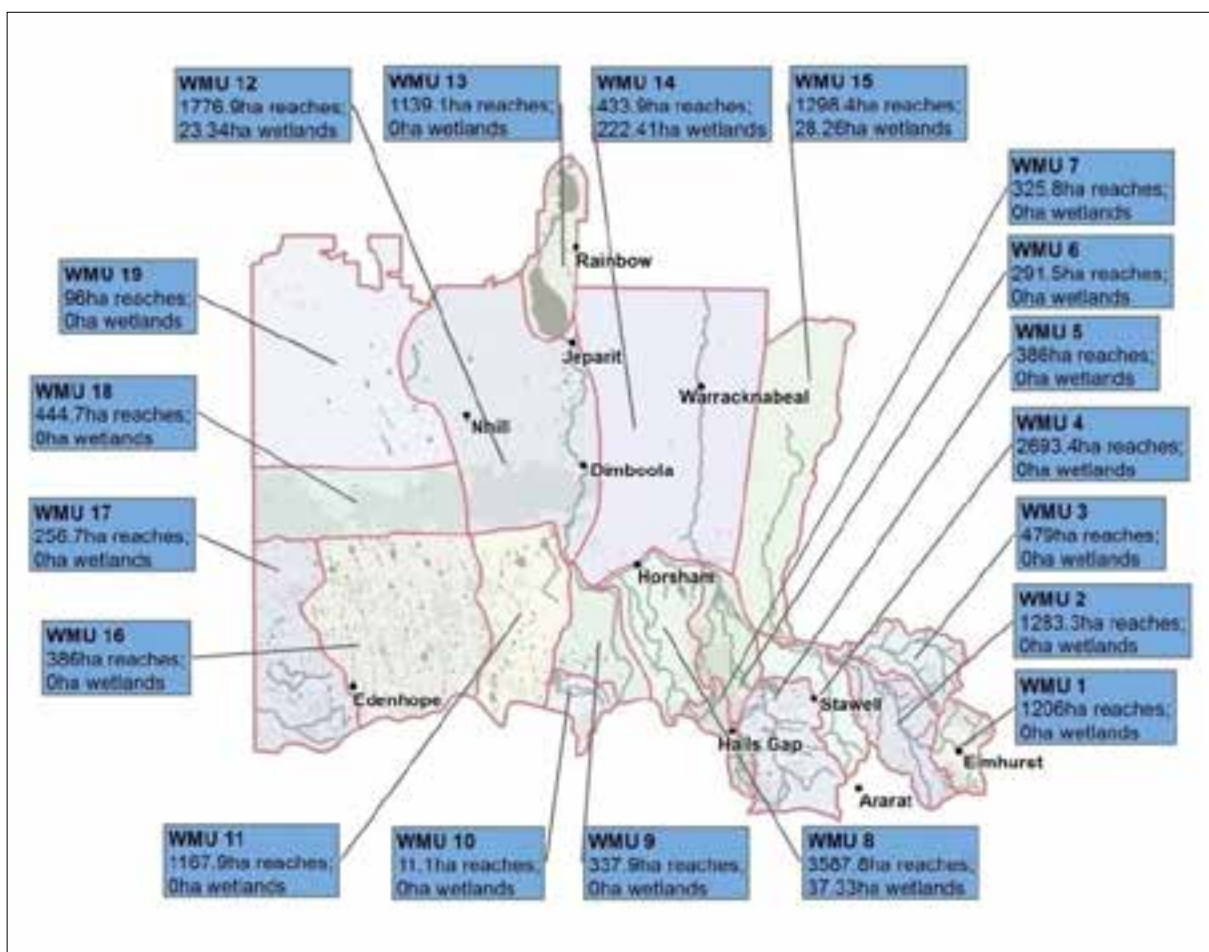 WMU 12
1776.9ha reaches;
23.34ha wetlands
WMU 13
1139.1ha reaches;
0ha wetlands
WMU 14
433.9ha reaches;
222.41ha wetlands
WMU 15
1298.4ha reaches;
28.26ha wetlands
WMU 7
325.8ha reaches;
0ha wetlands
WMU 6
291.5ha reaches;
0ha wetlands
WMU 5
386ha reaches;
0ha wetlands
WMU 4
2693.4ha reaches;
0ha wetlands
WMU 3
479ha reaches;
0ha wetlands
WMU 2
1283.3ha reaches;
0ha wetlands
WMU 1
1206ha reaches;
0ha wetlands
WMU 19
96ha reaches;
0ha wetlands
WMU 18
444.7ha reaches;
0ha wetlands
WMU 17
256.7ha reaches;
0ha wetlands
WMU 16
386ha reaches;
0ha wetlands
Rainbow
Jeparit
Warracknabeal
Nhill
Dimboola
Horsham
Edenhope
Stawell
Halls Gap
Elmhurst
Ararat
WMU 11
1167.9ha reaches;
0ha wetlands
WMU 10
11.1ha reaches;
0ha wetlands
WMU 9
337.9ha reaches;
0ha wetlands
WMU 8
3587.8ha reaches;
37.33ha wetlands